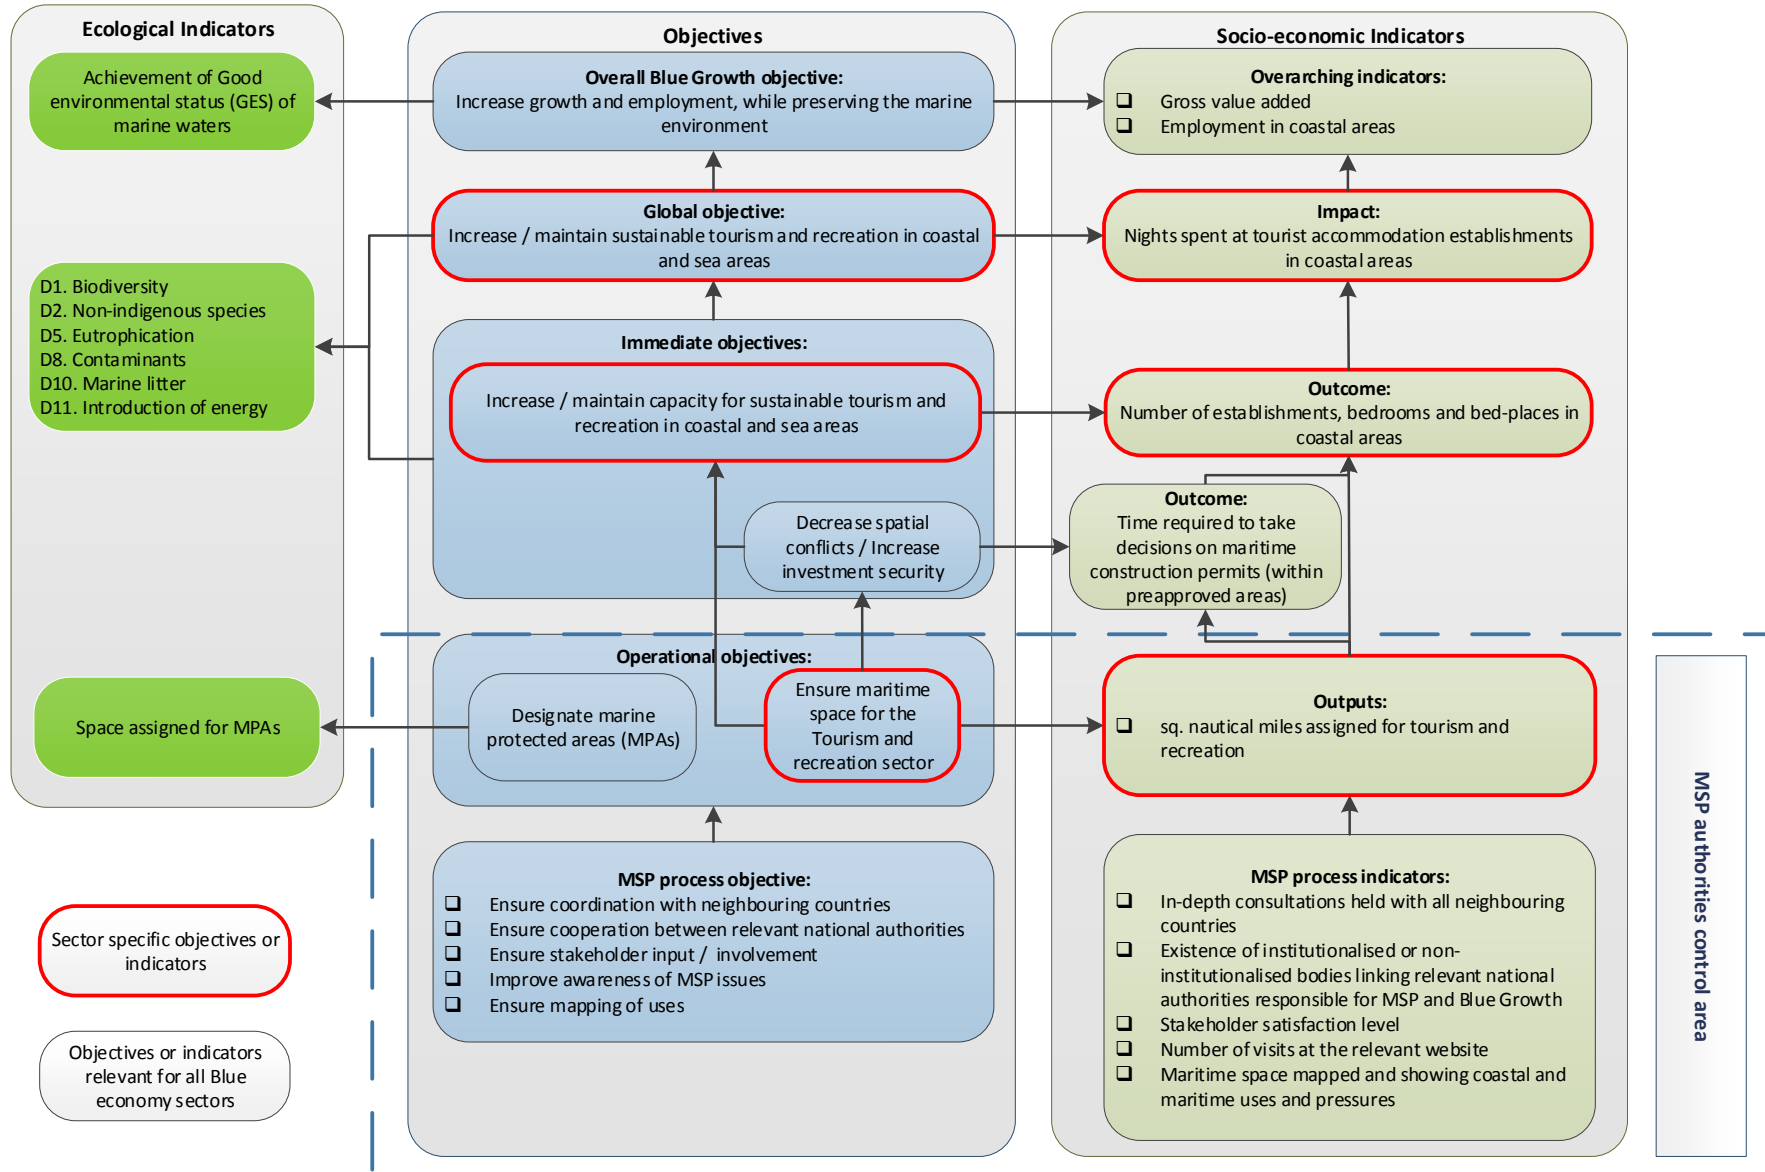 Ecological Indicators
Achievement of Good
environmental status (GES) of
marine waters
D1. Biodiversity
D2. Non-indigenous species
D5. Eutrophication
D8. Contaminants
D10. Marine litter
D11. Introduction of energy
Space assigned for MPAs
Sector specific objectives or
indicators
Objectives or indicators
relevant for all Blue
economy sectors
Objectives
Overall Blue Growth objective:
Increase growth and employment, while preserving the marine
environment
Global objective:
Increase / maintain sustainable tourism and recreation in coastal
and sea areas
Immediate objectives:
Increase / maintain capacity for sustainable tourism and
recreation in coastal and sea areas
Decrease spatial
conflicts / Increase
investment security
Operational objectives:
Designate marine
protected areas (MPAs)
Ensure maritime
space for the
Tourism and
recreation sector
MSP process objective:
❑ Ensure coordination with neighbouring countries
❑ Ensure cooperation between relevant national authorities
❑ Ensure stakeholder input / involvement
❑ Improve awareness of MSP issues
❑ Ensure mapping of uses
Socio-economic Indicators
Overarching indicators:
❑ Gross value added
❑ Employment in coastal areas
Impact:
Nights spent at tourist accommodation establishments
in coastal areas
Outcome:
Number of establishments, bedrooms and bed-places in
coastal areas
Outcome:
Time required to take
decisions on maritime
construction permits (within
preapproved areas)
Outputs:
❑ sq. nautical miles assigned for tourism and
recreation
MSP process indicators:
❑ In-depth consultations held with all neighbouring
countries
❑ Existence of institutionalised or non-
institutionalised bodies linking relevant national
authorities responsible for MSP and Blue Growth
❑ Stakeholder satisfaction level
❑ Number of visits at the relevant website
❑ Maritime space mapped and showing coastal and
maritime uses and pressures
MSP authorities control area